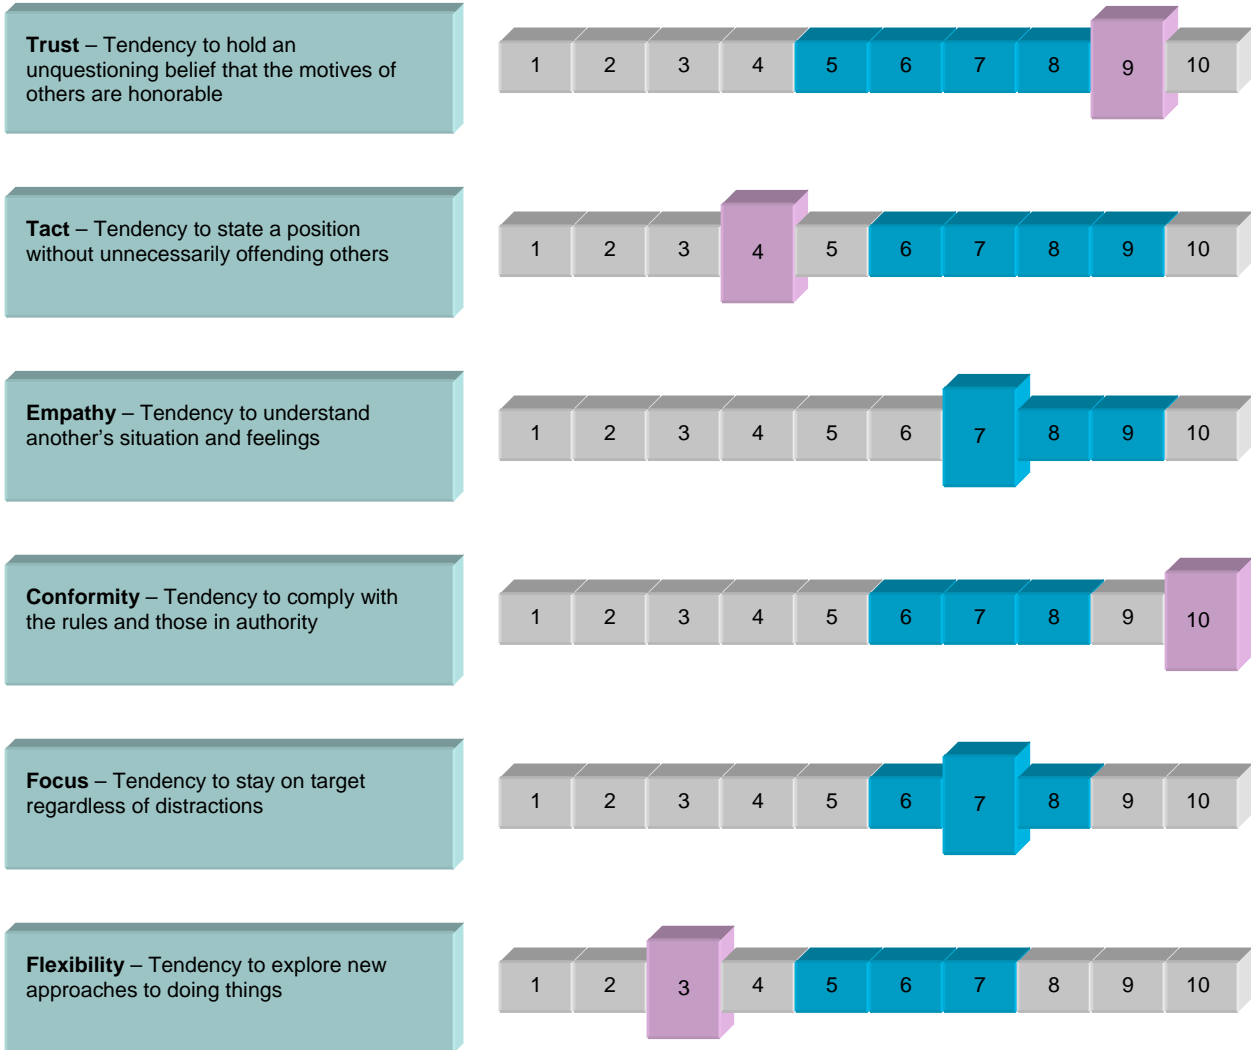 Trust – Tendency to hold an
unquestioning belief that the motives of
others are honorable
1 2 3 4 5 6 7 8 9 10
Tact – Tendency to state a position
without unnecessarily offending others
1 2 3 4 5 6 7 8 9 10
Empathy – Tendency to understand
another’s situation and feelings
1 2 3 4 5 6 7 8 9 10
Conformity – Tendency to comply with
the rules and those in authority
1 2 3 4 5 6 7 8 9 10
Focus – Tendency to stay on target
regardless of distractions
1 2 3 4 5 6 7 8 9 10
Flexibility – Tendency to explore new
approaches to doing things
1 2 3 4 5 6 7 8 9 10